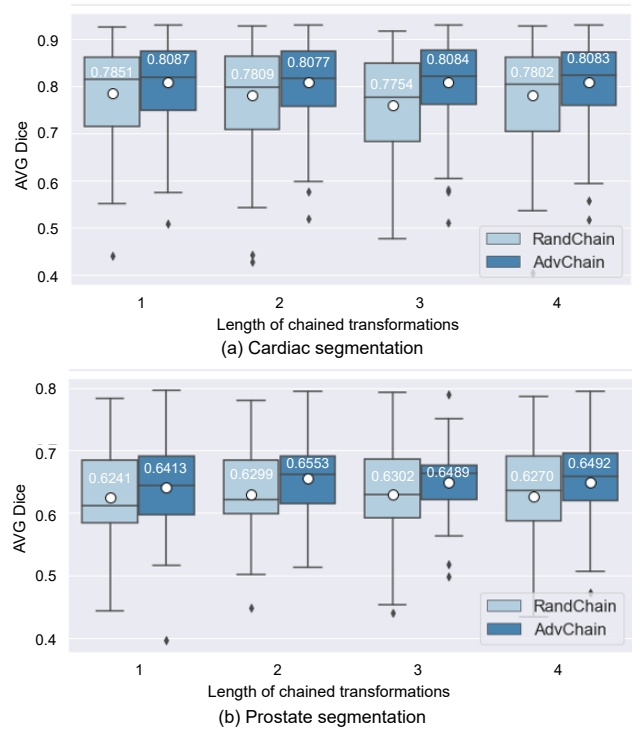 0.9
0.8
0.7
0.6
0.5
0.4
AVG Dice
0.7851
0.8087
0.7809
0.8077
0.7754
0.8084
0.7802
0.8083
RandChain
AdvChain
1 2 3 4
Length of chained transformations
(a) Cardiac segmentation
0.8
0.7
0.6
0.5
0.4
AVG Dice
0.6241
0.6413
0.6299
0.6553
0.6302
0.6489
0.6270
0.6492
RandChain
AdvChain
1 2 3 4
Length of chained transformations
(b) Prostate segmentation